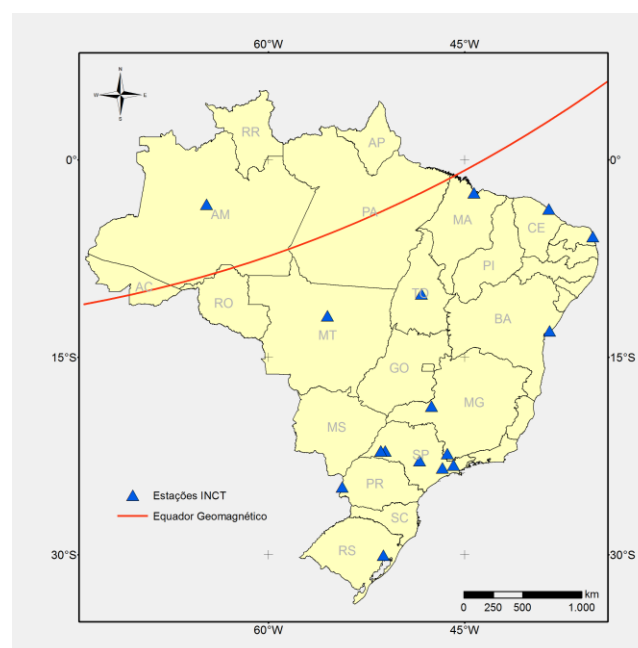 60°W 45°W
N
W E
S
RR
AP
0° 0°
AM
PA
MA
CE
PI
AC
TO
RO
BA
MT
15°S 15°S
GO
MG
MS
SP
PR
Estações INCT
Equador Geomagnético
SC
RS
30°S 30°S
km
0 250 500 1.000
60°W 45°W